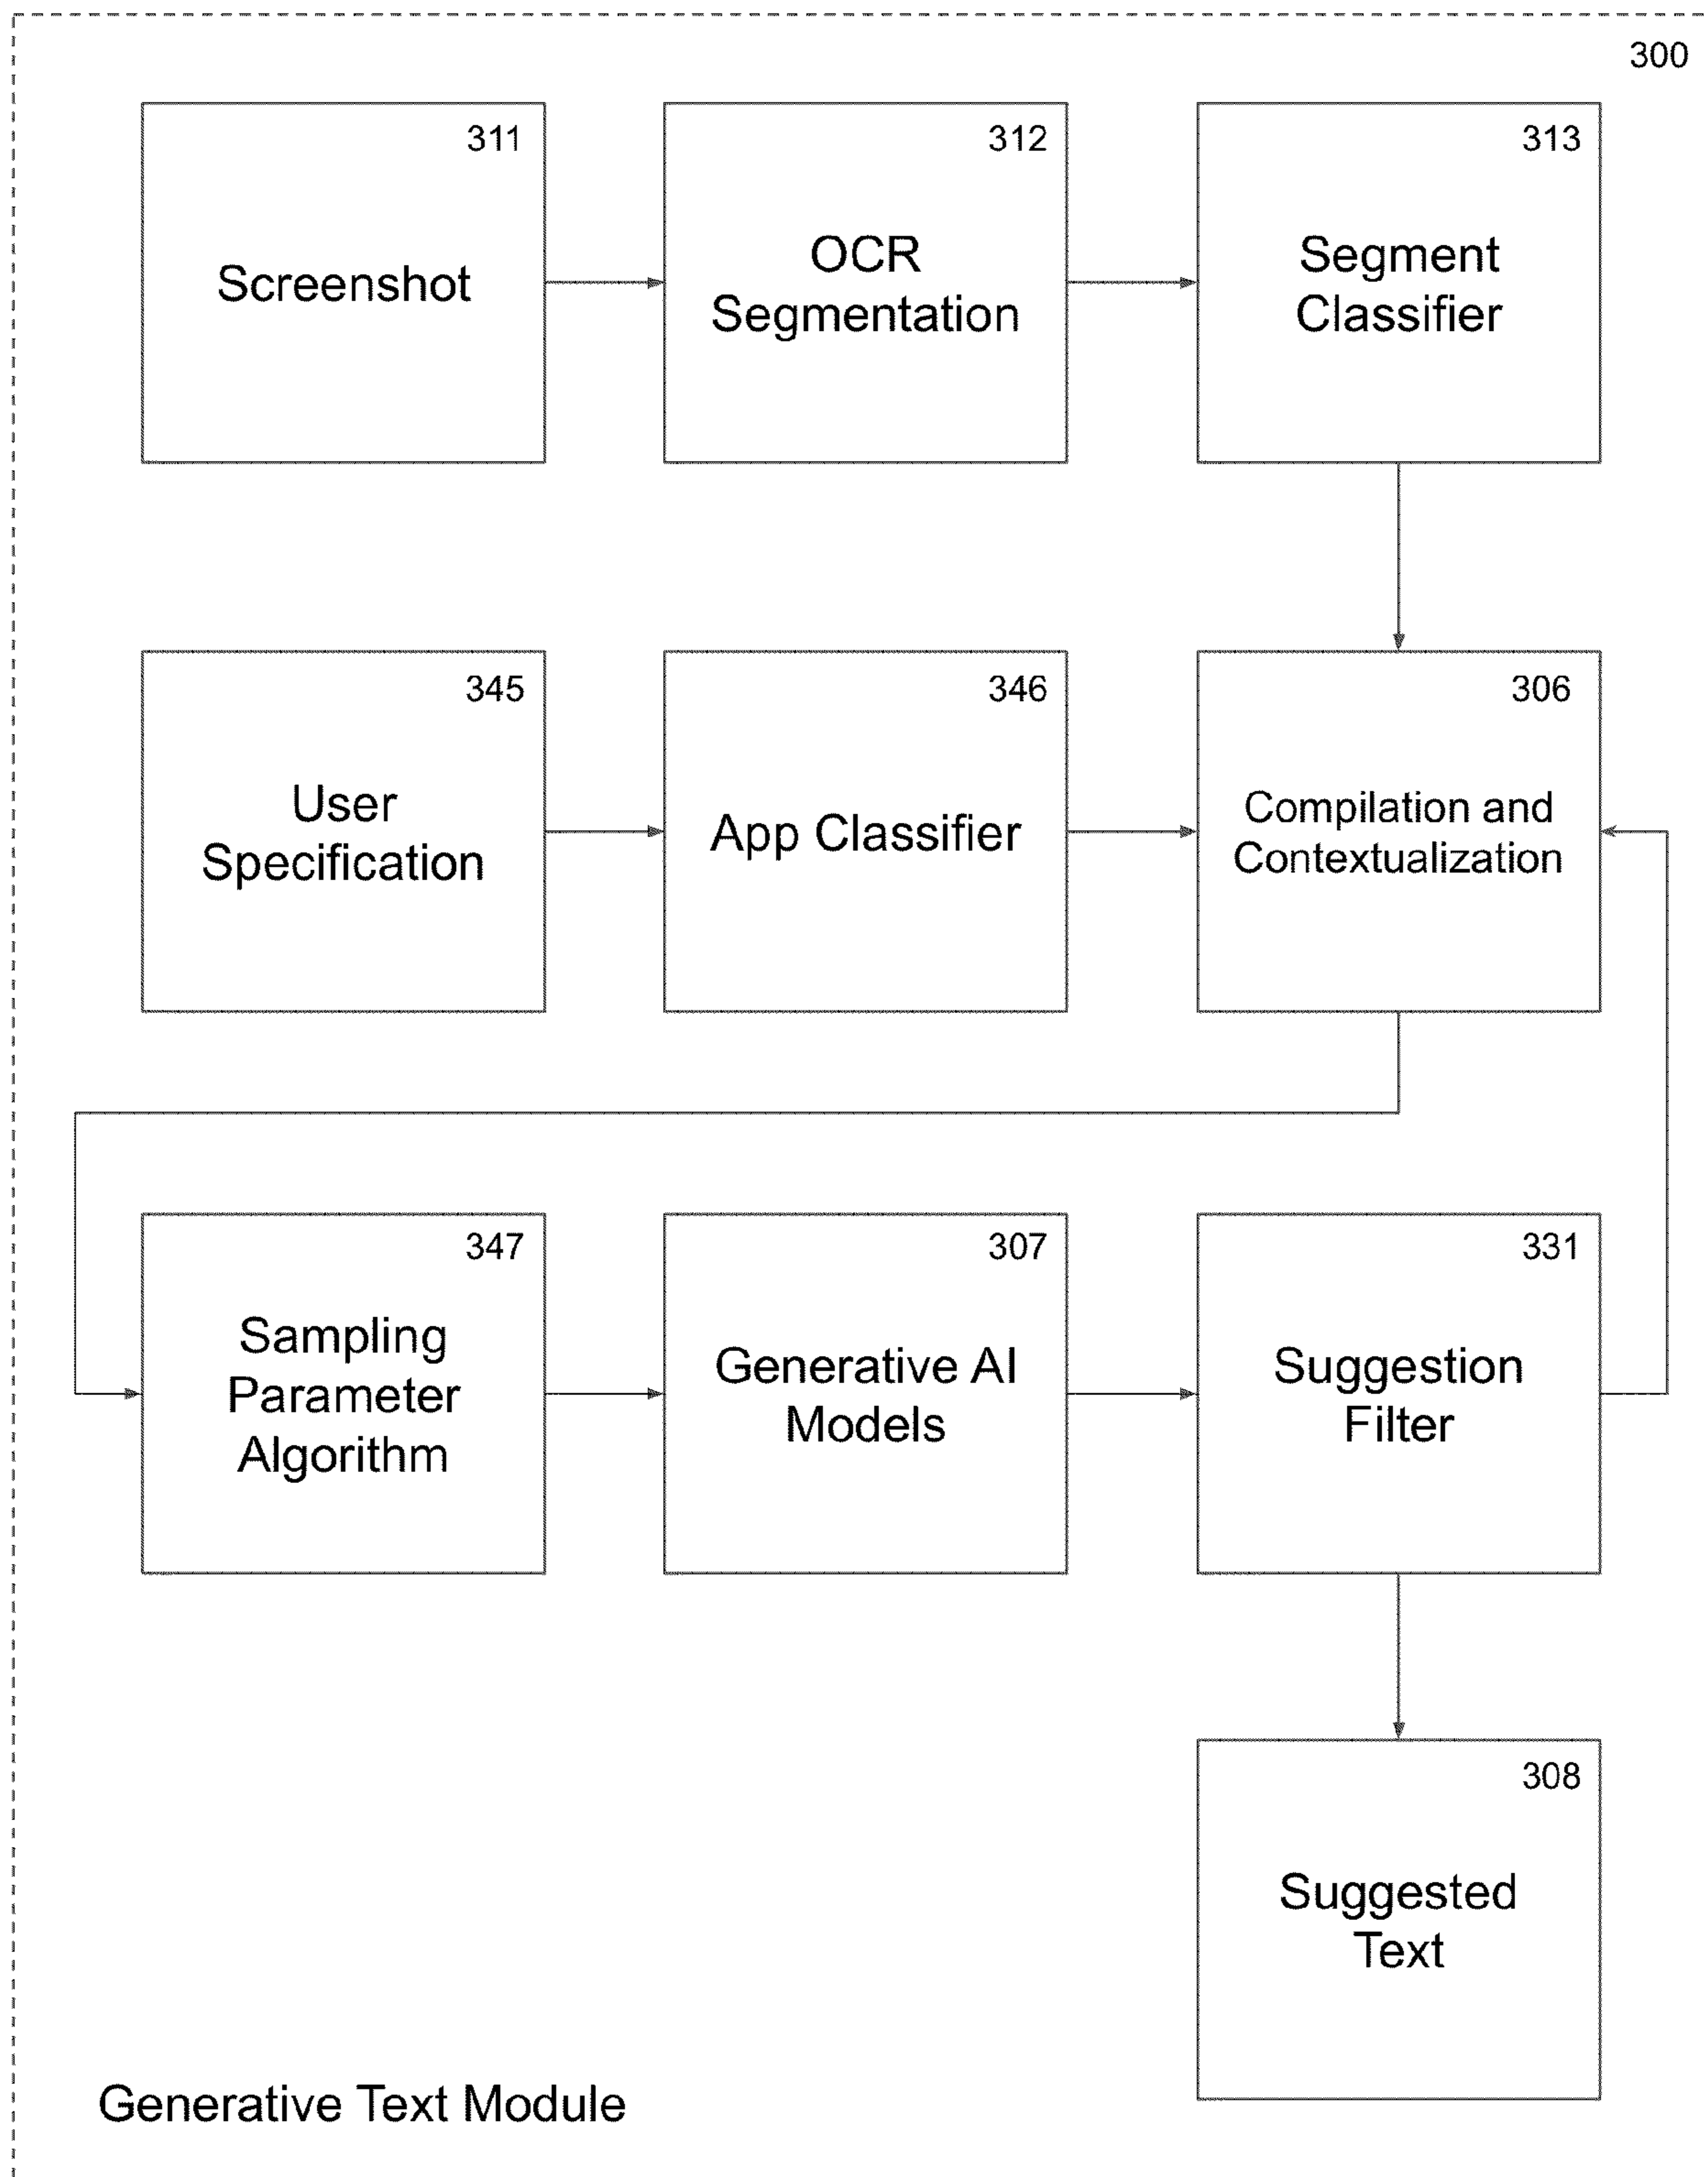 300
311
Screenshot
312
OCR
Segmentation
313
Segment
Classifier
345
User
Specification
346
App Classifier
306
Compilation and
Contextualization
347
Sampling
Parameter
Algorithm
307
Generative AI
Models
331
Suggestion
Filter
308
Suggested
Text
Generative Text Module